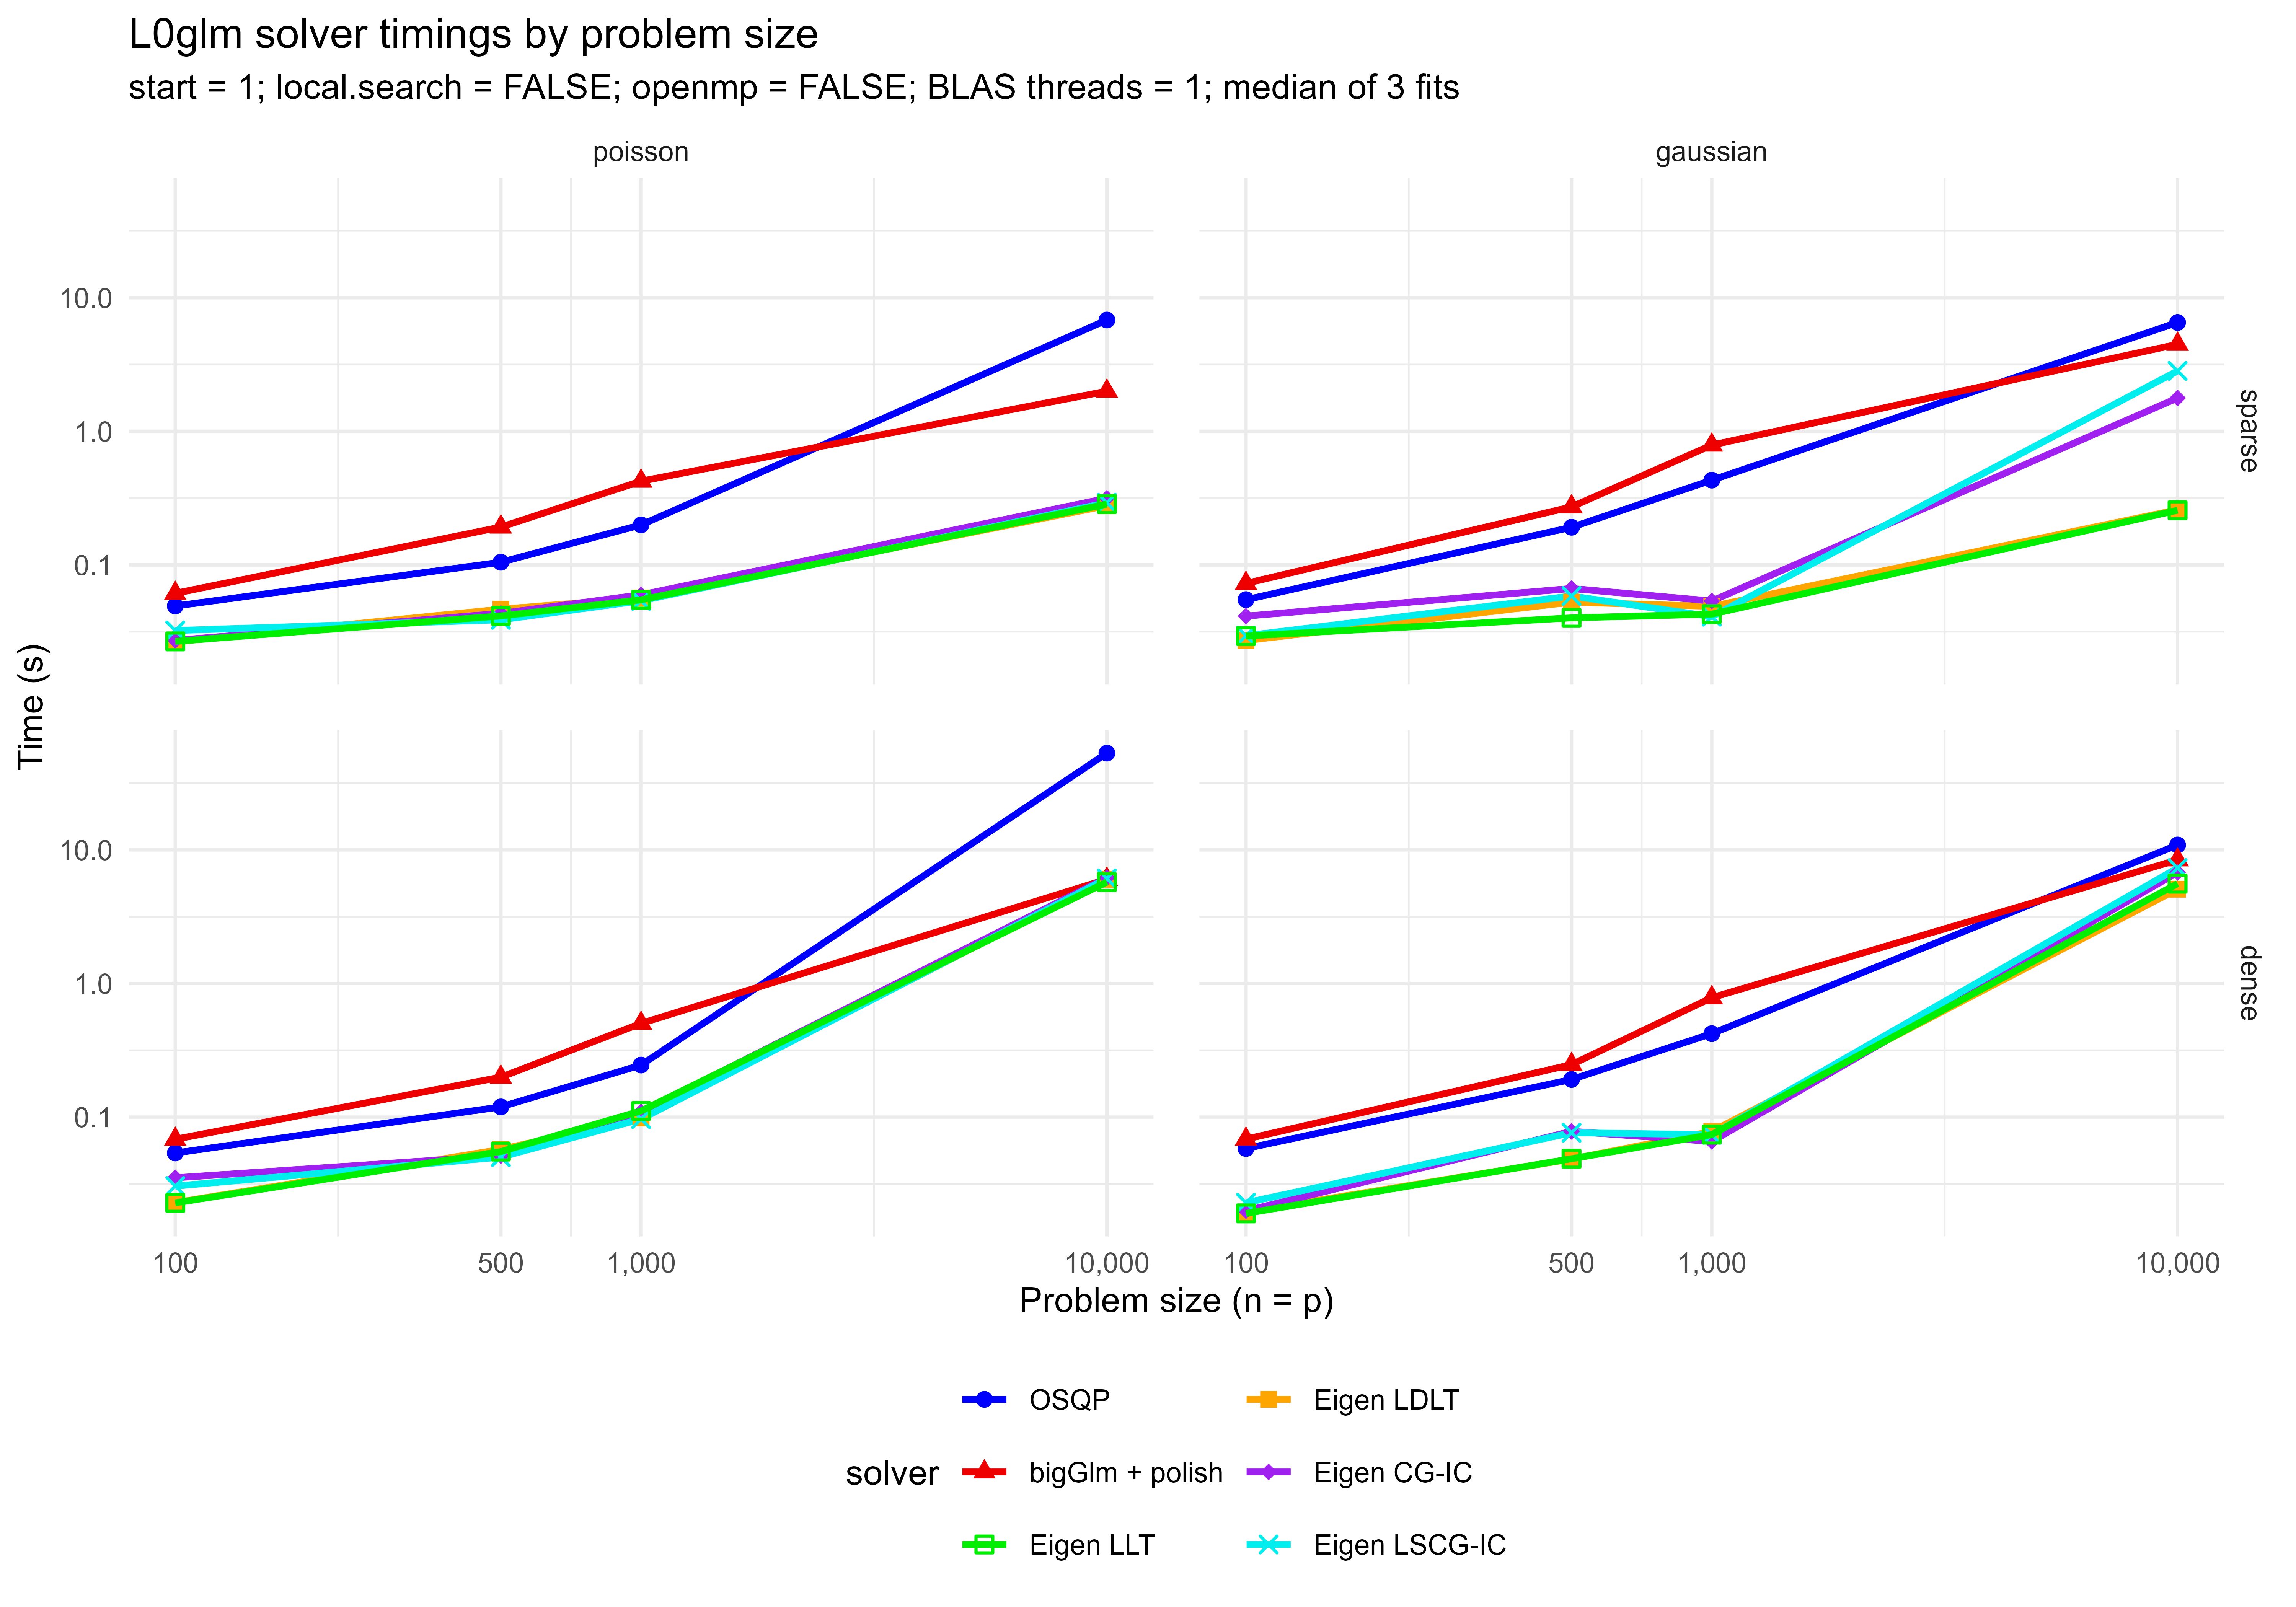 L0glm solver timings by problem size
start = 1; local.search = FALSE; openmp = FALSE; BLAS threads = 1; median of 3 fits
poisson
gaussian
10.0
1.0
0.1
sparse
Time (s)
10.0
1.0
0.1
dense
100 500 1,000 10,000
100 500 1,000 10,000
Problem size (n = p)
solver
OSQP
bigGlm + polish
Eigen LLT
Eigen LDLT
Eigen CG-IC
Eigen LSCG-IC